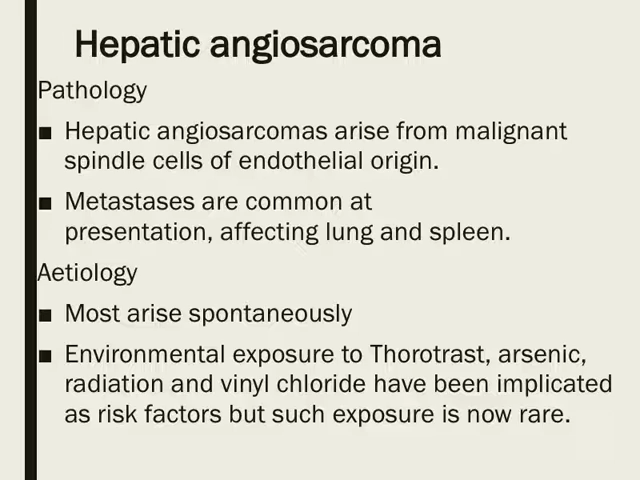 Hepatic angiosarcoma
Pathology
■ Hepatic angiosarcomas arise from malignant
spindle cells of endothelial origin.
■ Metastases are common at
presentation, affecting lung and spleen.
Aetiology
■ Most arise spontaneously
■ Environmental exposure to Thorotrast, arsenic,
radiation and vinyl chloride have been implicated
as risk factors but such exposure is now rare.